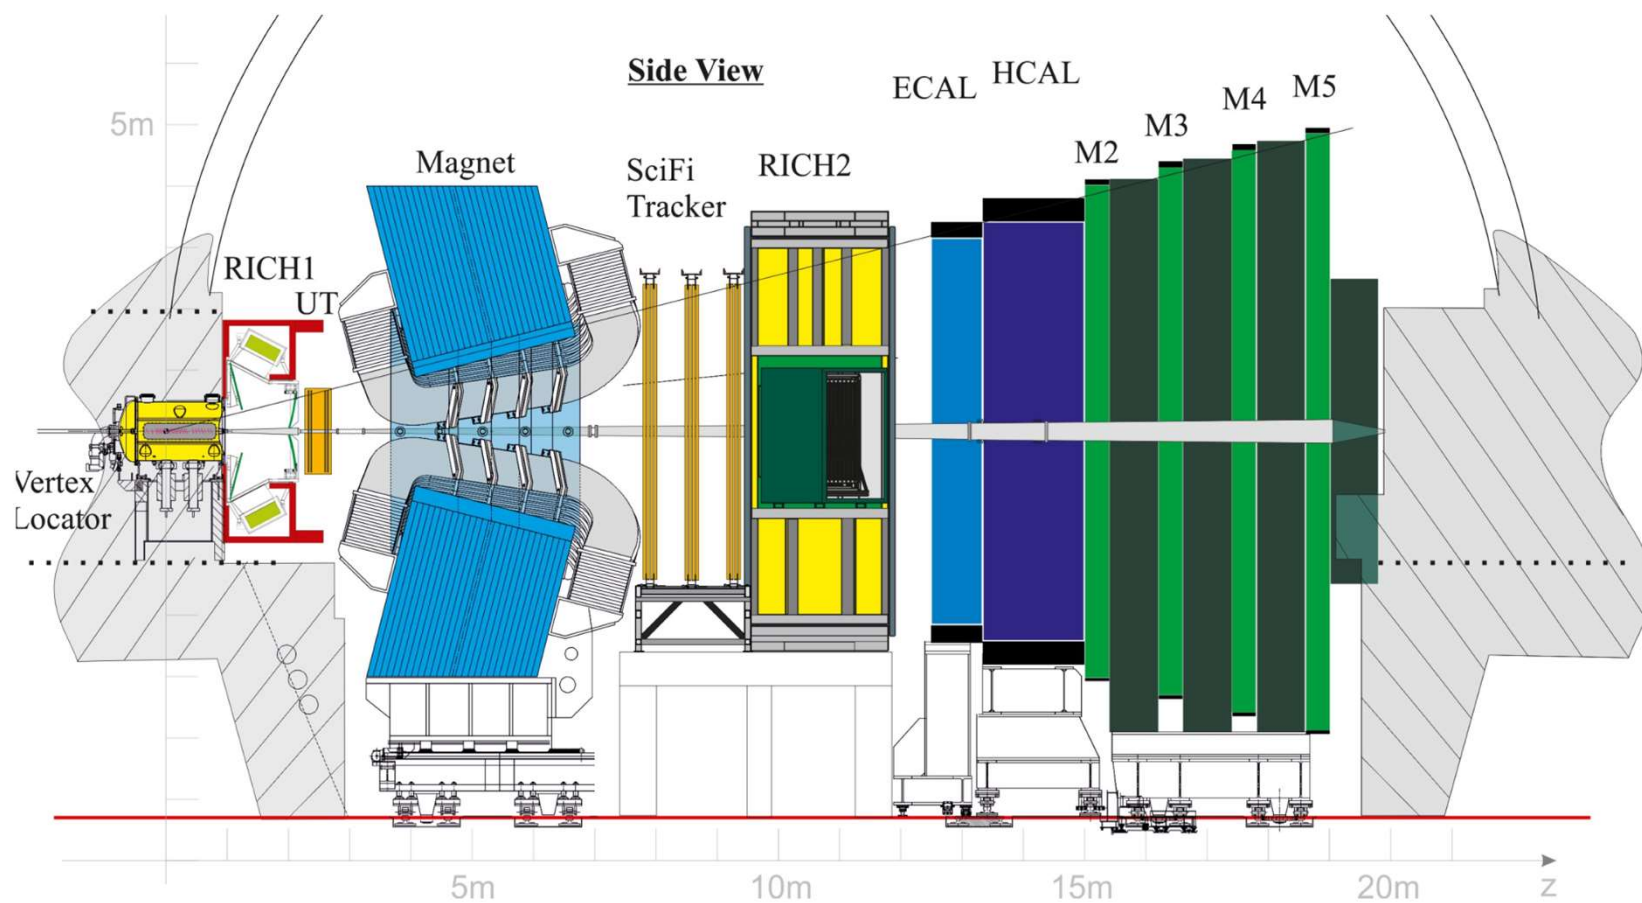 Side View
ECAL
HCAL
M5
M4
M3
M2
5m
Magnet
SciFi
Tracker
RICH2
RICH1
UT
Vertex
Locator
5m
10m
15m
20m
z